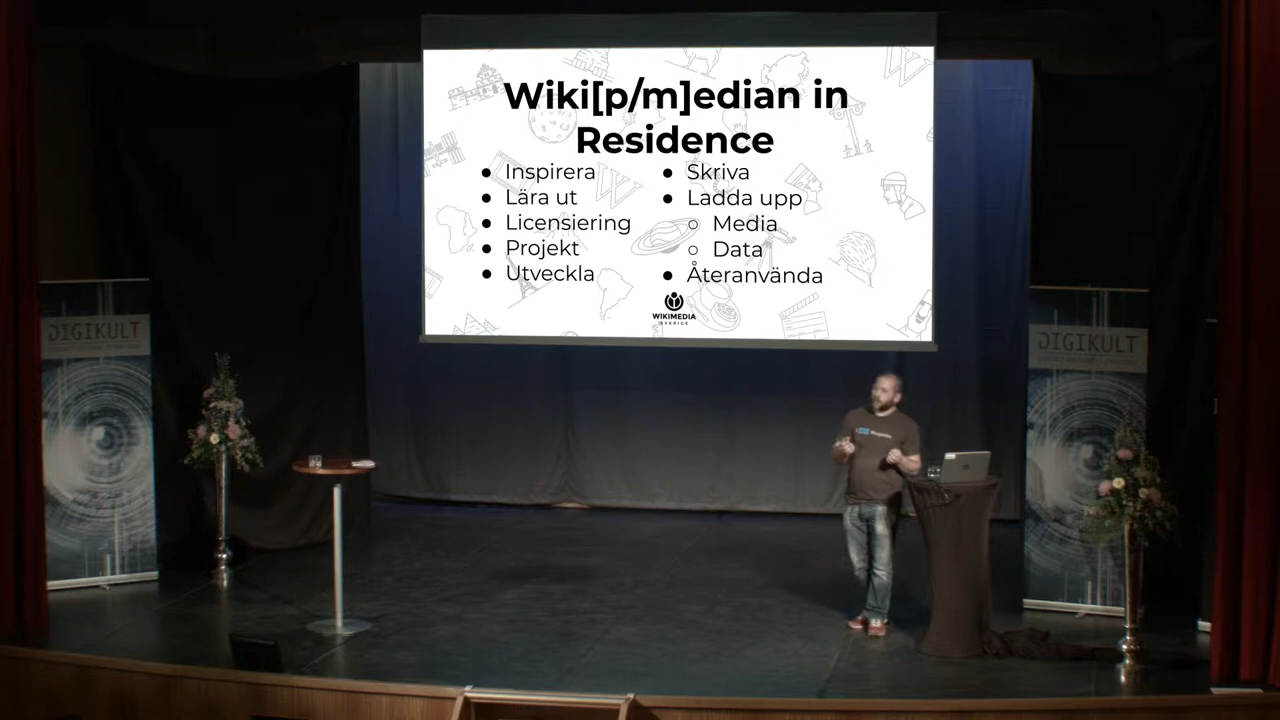 Wiki[p/m]edian in
Residence
Inspirera
Lära ut
Licensiering
Projekt
Utveckla
Skriva
Ladda upp
Media
Data
Återanvända
WIKIMEDIA
SVERIGE
DIGIKULT
DIGIKULT